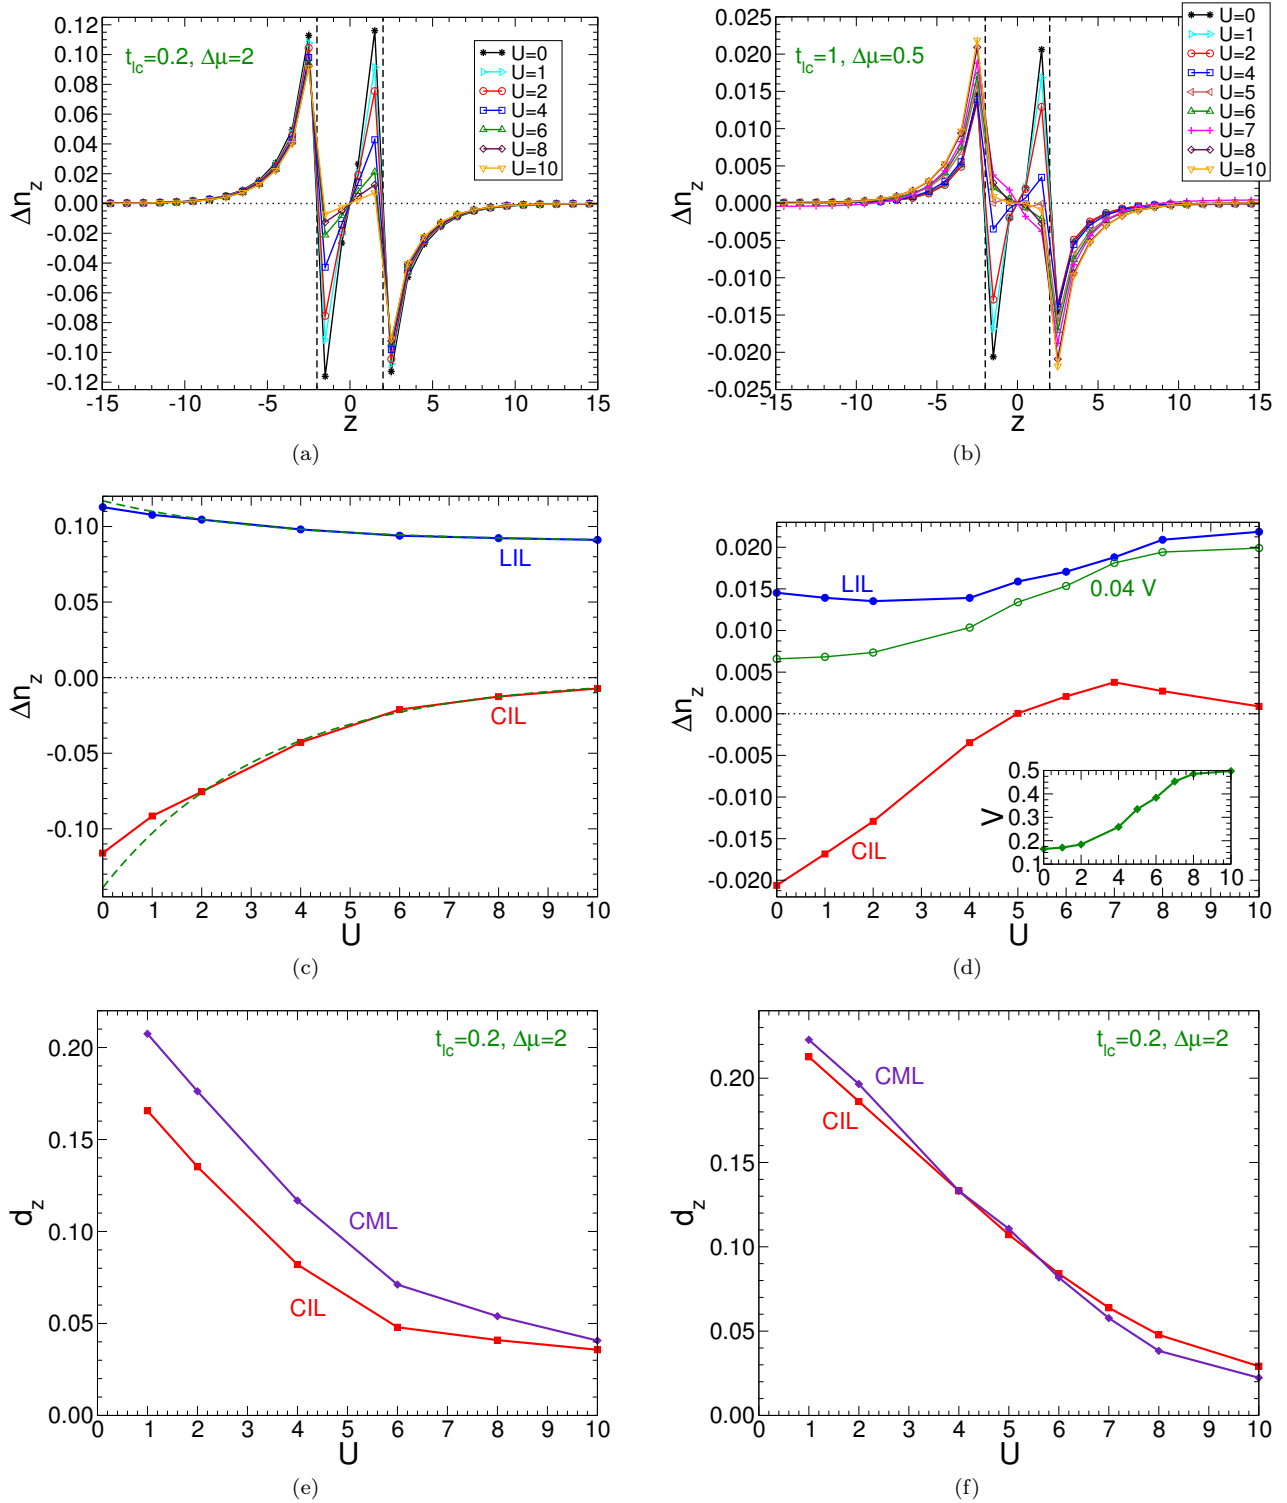 0.12
0.10
0.08
0.06
0.04
0.02
0.00
-0.02
-0.04
-0.06
-0.08
-0.10
-0.12
Δn_z
t_lc=0.2, Δμ=2
U=0
U=1
U=2
U=4
U=6
U=8
U=10
-15 -10 -5 0 5 10 15
z
(a)
0.025
0.020
0.015
0.010
0.005
0.000
-0.005
-0.010
-0.015
-0.020
-0.025
Δn_z
t_lc=1, Δμ=0.5
U=0
U=1
U=2
U=4
U=5
U=6
U=7
U=8
U=10
-15 -10 -5 0 5 10 15
z
(b)
0.10
0.05
0.00
-0.05
-0.10
Δn_z
LIL
CIL
0 1 2 3 4 5 6 7 8 9 10
U
(c)
0.020
0.015
0.010
0.005
0.000
-0.005
-0.010
-0.015
-0.020
Δn_z
LIL
0.04 V
CIL
0.5
0.4
0.3
0.2
0.1
V
0 2 4 6 8 10
0 1 2 3 4 5 6 7 8 9 10
U
(d)
0.20
0.15
0.10
0.05
0.00
d_z
t_lc=0.2, Δμ=2
CML
CIL
0 1 2 3 4 5 6 7 8 9 10
U
(e)
0.20
0.15
0.10
0.05
0.00
d_z
t_lc=0.2, Δμ=2
CML
CIL
0 1 2 3 4 5 6 7 8 9 10
U
(f)